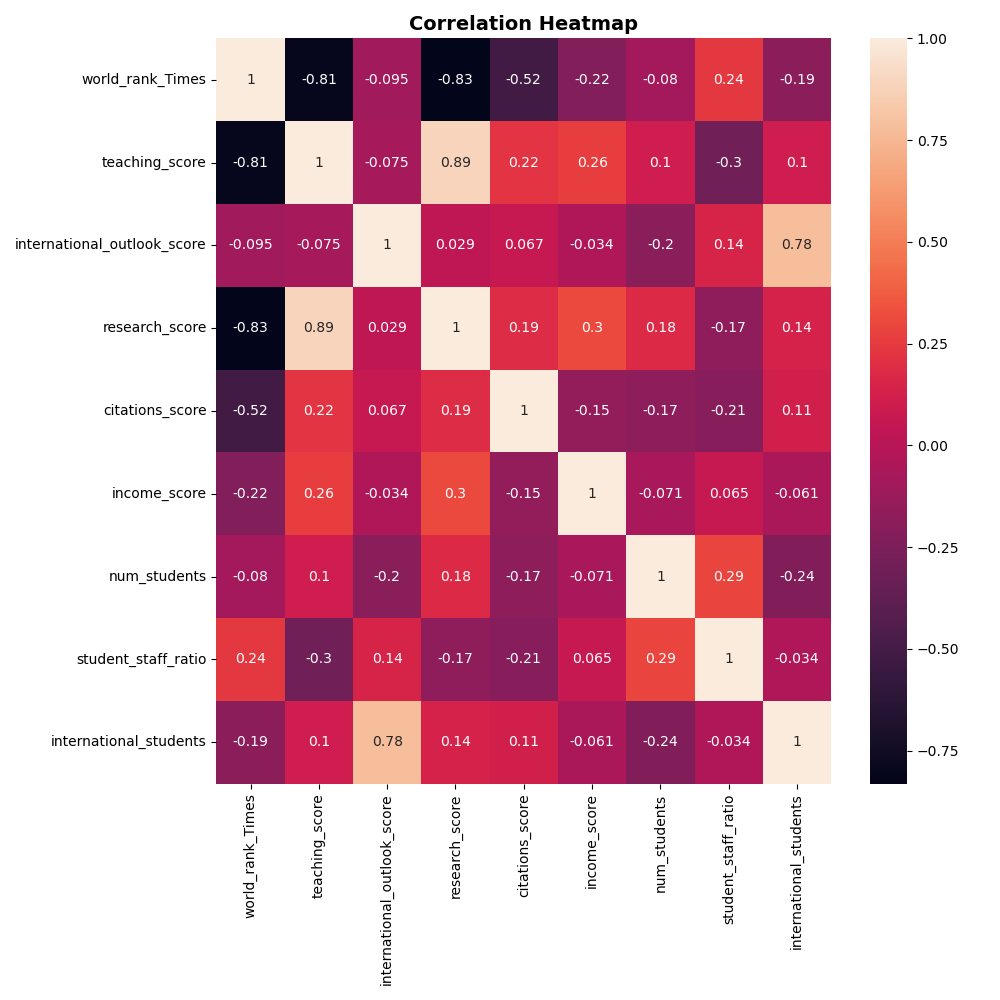 Correlation Heatmap
world_rank_Times 1 -0.81 -0.095 -0.83 -0.52 -0.22 -0.08 0.24 -0.19
teaching_score -0.81 1 -0.075 0.89 0.22 0.26 0.1 -0.3 0.1
international_outlook_score -0.095 -0.075 1 0.029 0.067 -0.034 -0.2 0.14 0.78
research_score -0.83 0.89 0.029 1 0.19 0.3 0.18 -0.17 0.14
citations_score -0.52 0.22 0.067 0.19 1 -0.15 -0.17 -0.21 0.11
income_score -0.22 0.26 -0.034 0.3 -0.15 1 -0.071 0.065 -0.061
num_students -0.08 0.1 -0.2 0.18 -0.17 -0.071 1 0.29 -0.24
student_staff_ratio 0.24 -0.3 0.14 -0.17 -0.21 0.065 0.29 1 -0.034
international_students -0.19 0.1 0.78 0.14 0.11 -0.061 -0.24 -0.034 1
world_rank_Times
teaching_score
international_outlook_score
research_score
citations_score
income_score
num_students
student_staff_ratio
international_students
1.00
0.75
0.50
0.25
0.00
−0.25
−0.50
−0.75